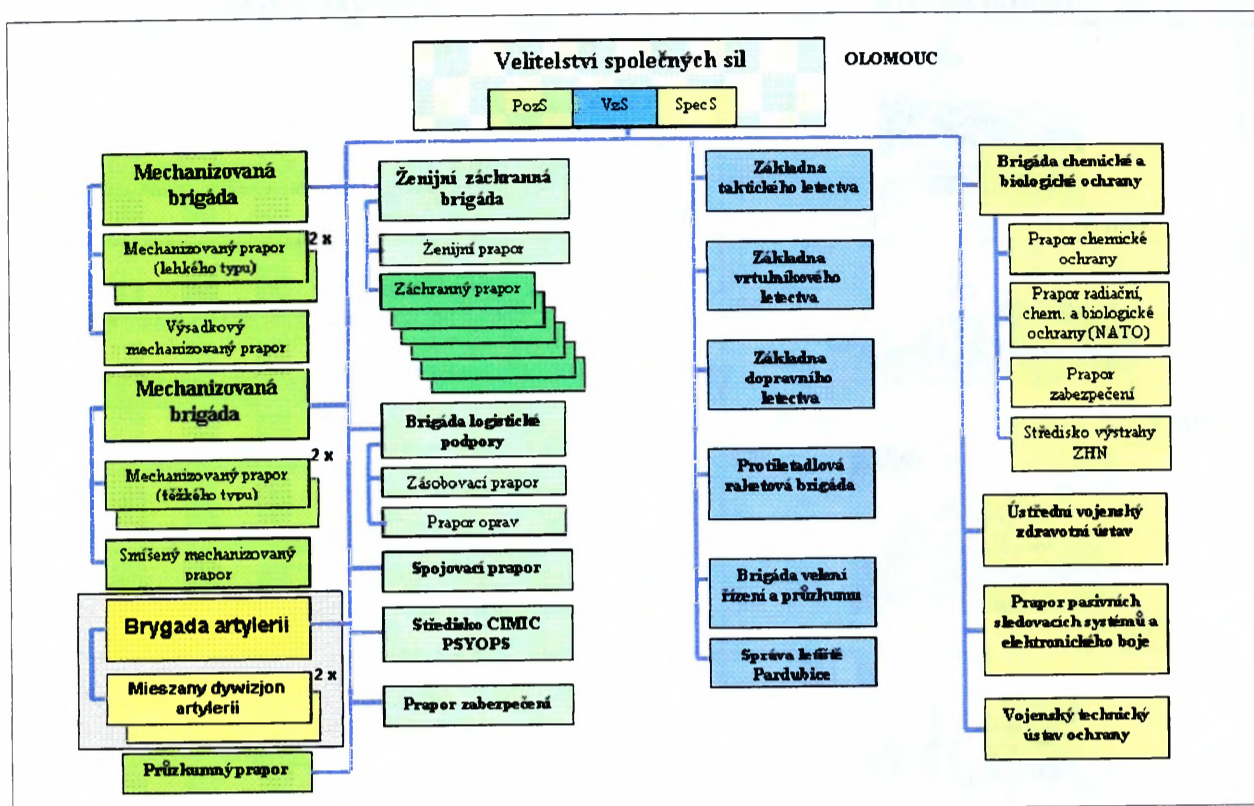 Velitelství společných sil
OLOMOUC
PozS
VzS
SpecS
Mechanizovaná
brigáda
2 x
Mechanizovaný prapor
(lehkého typu)
Výsadkový
mechanizovaný prapor
Mechanizovaná
brigáda
2 x
Mechanizovaný prapor
(těžkého typu)
Smíšený mechanizovaný
prapor
Brygada artylerii
2 x
Mieszany dywizjon
artylerii
Průzkumný prapor
Ženijní záchranná
brigáda
Ženijní prapor
Záchranný prapor
Brigáda logistické
podpory
Zásobovací prapor
Prapor oprav
Spojovací prapor
Středisko CIMIC
PSYOPS
Prapor zabezpečení
Základna
taktického letectva
Základna
vrtulníkového
letectva
Základna
dopravního
letectva
Protiletadlová
raketová brigáda
Brigáda velení
řízení a průzkumu
Správa letiště
Pardubice
Brigáda chemické a
biologické ochrany
Prapor chemické
ochrany
Prapor radiační,
chem. a biologické
ochrany (NATO)
Prapor
zabezpečení
Středisko výstrahy
ZHN
Ústřední vojenský
zdravotní ústav
Prapor pasivních
sledovacích systémů a
elektronického boje
Vojenský technický
ústav ochrany